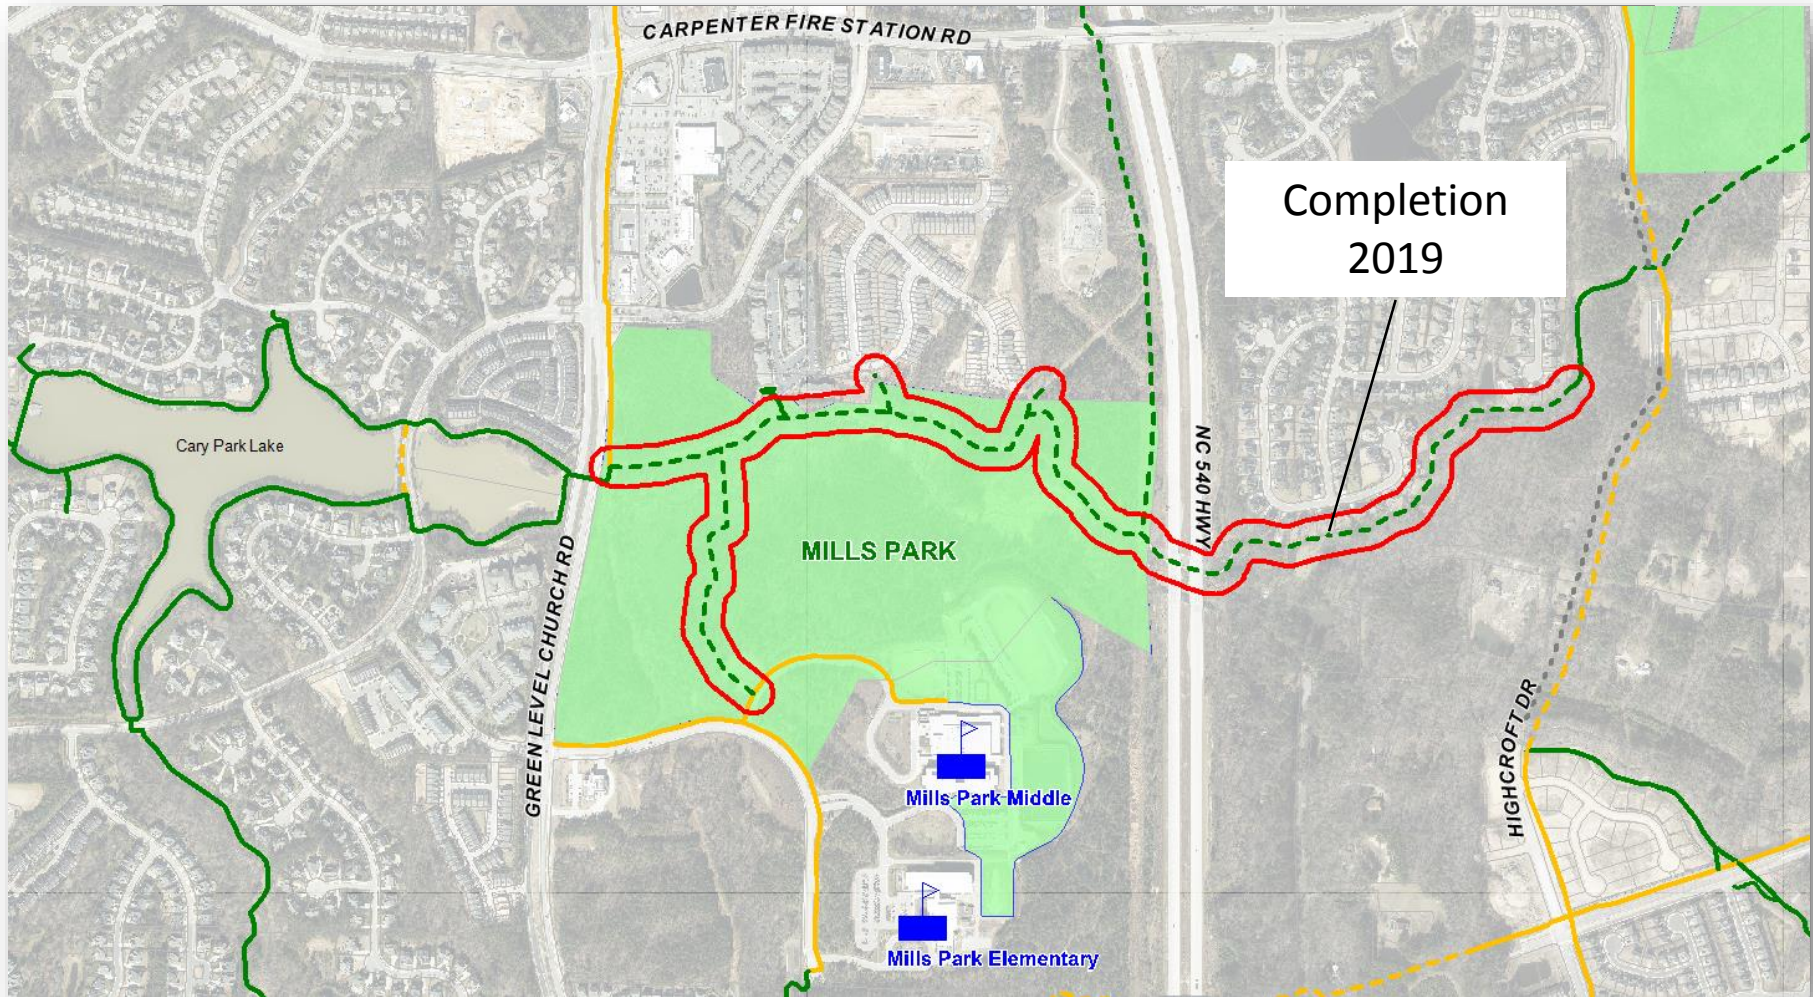 CARPENTER FIRE STATION RD
Completion
2019
Cary Park Lake
NC 540 HWY
MILLS PARK
GREEN LEVEL CHURCH RD
HIGHCROFT DR
Mills Park Middle
Mills Park Elementary